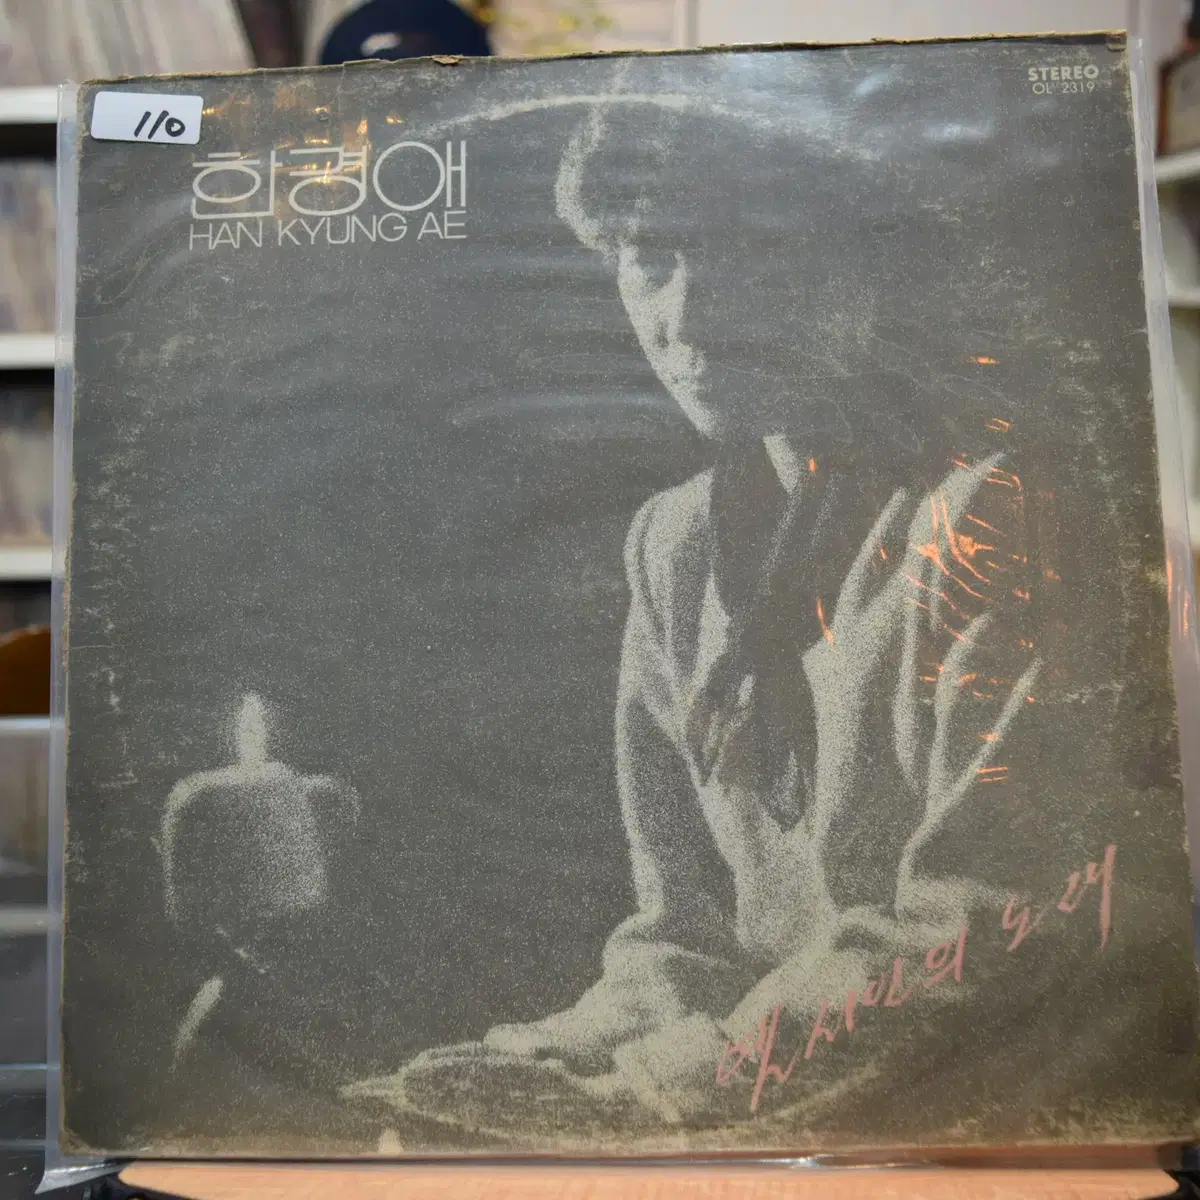 110
STEREO
OL 2319
한경애
HAN KYUNG AE
옛 시인의 노래